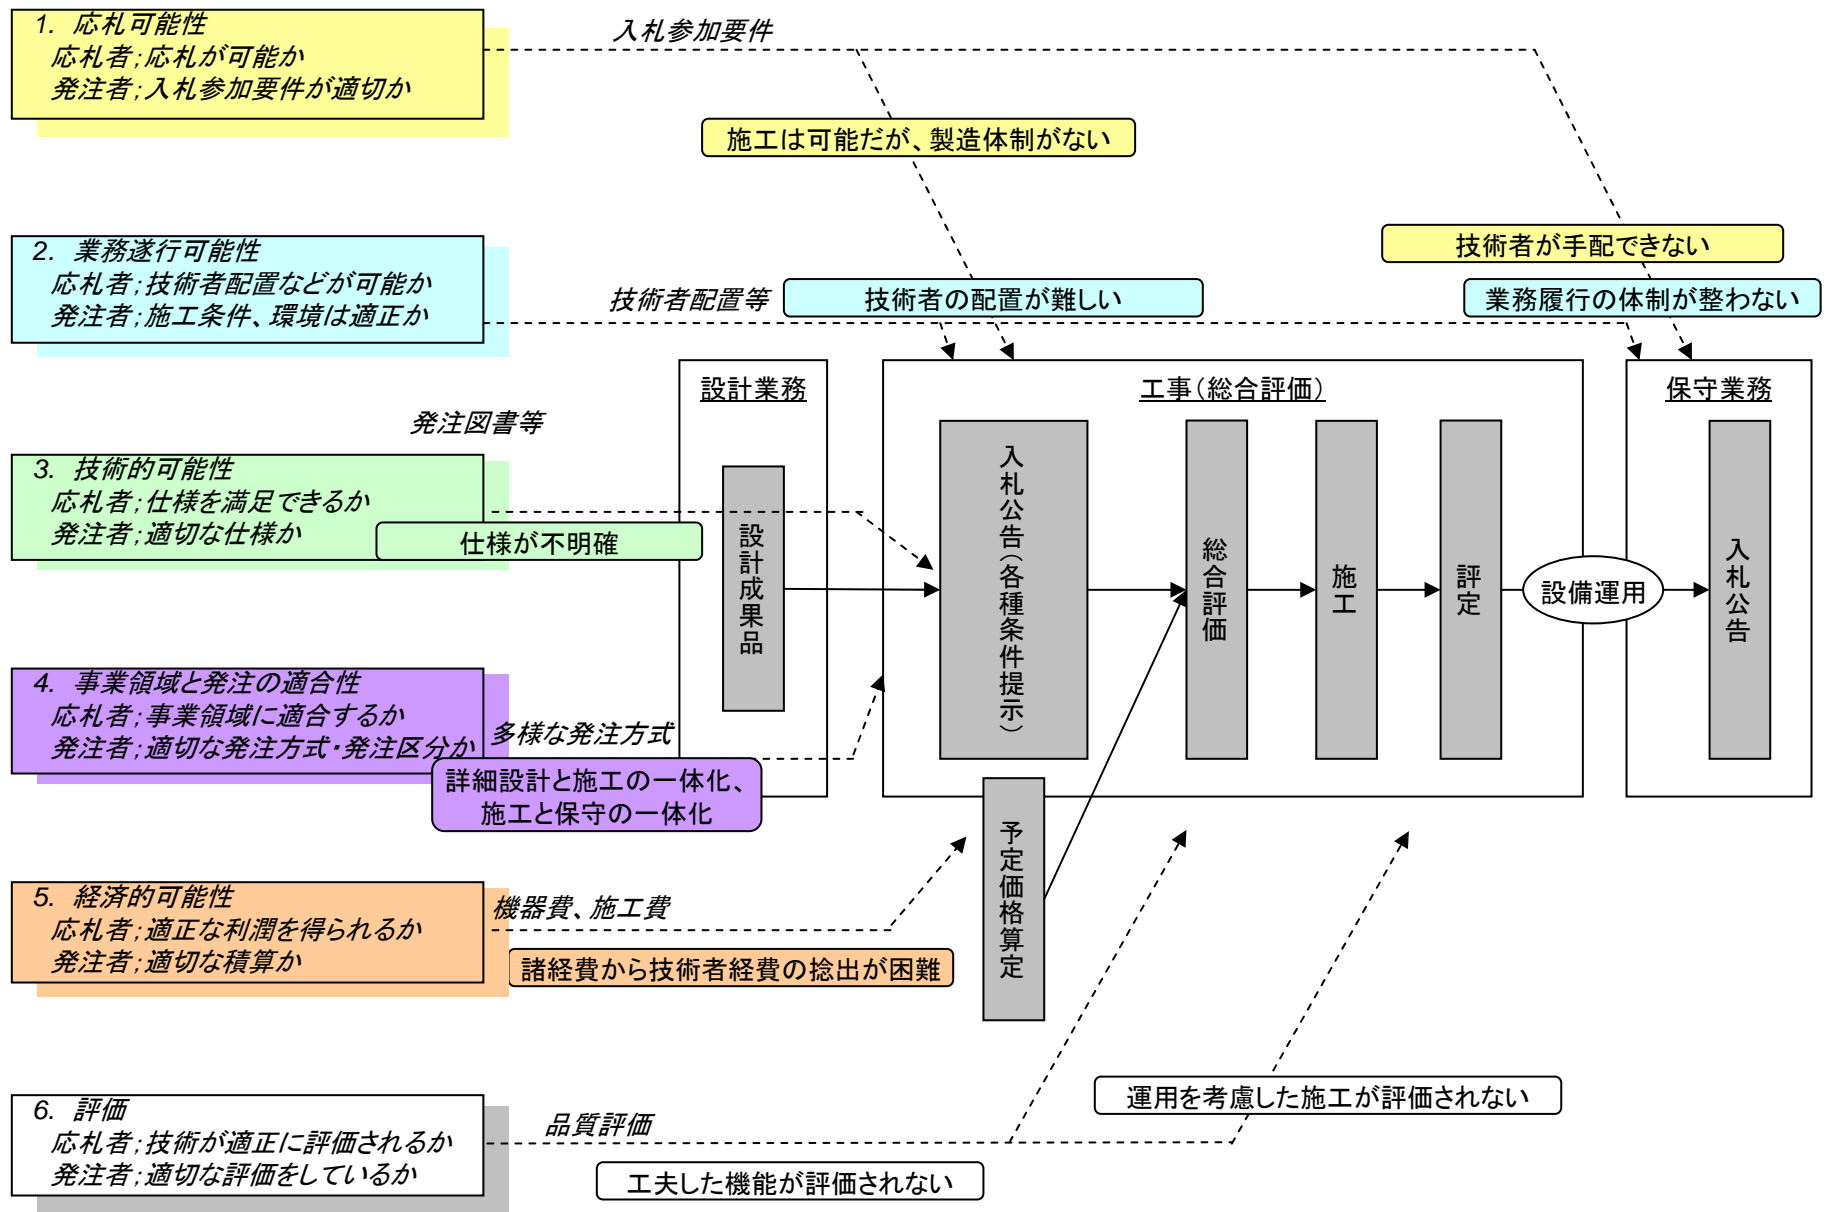 1. 応札可能性
応札者;応札が可能か
発注者;入札参加要件が適切か
入札参加要件
施工は可能だが、製造体制がない
技術者が手配できない
2. 業務遂行可能性
応札者;技術者配置などが可能か
発注者;施工条件、環境は適正か
技術者配置等
技術者の配置が難しい
業務履行の体制が整わない
設計業務
工事(総合評価)
保守業務
発注図書等
3. 技術的可能性
応札者;仕様を満足できるか
発注者;適切な仕様か
仕様が不明確
設計成果品
入札公告(各種条件提示)
総合評価
施工
評定
設備運用
入札公告
4. 事業領域と発注の適合性
応札者;事業領域に適合するか
発注者;適切な発注方式・発注区分か
多様な発注方式
詳細設計と施工の一体化、
施工と保守の一体化
予定価格算定
5. 経済的可能性
応札者;適正な利潤を得られるか
発注者;適切な積算か
機器費、施工費
諸経費から技術者経費の捻出が困難
6. 評価
応札者;技術が適正に評価されるか
発注者;適切な評価をしているか
品質評価
運用を考慮した施工が評価されない
工夫した機能が評価されない